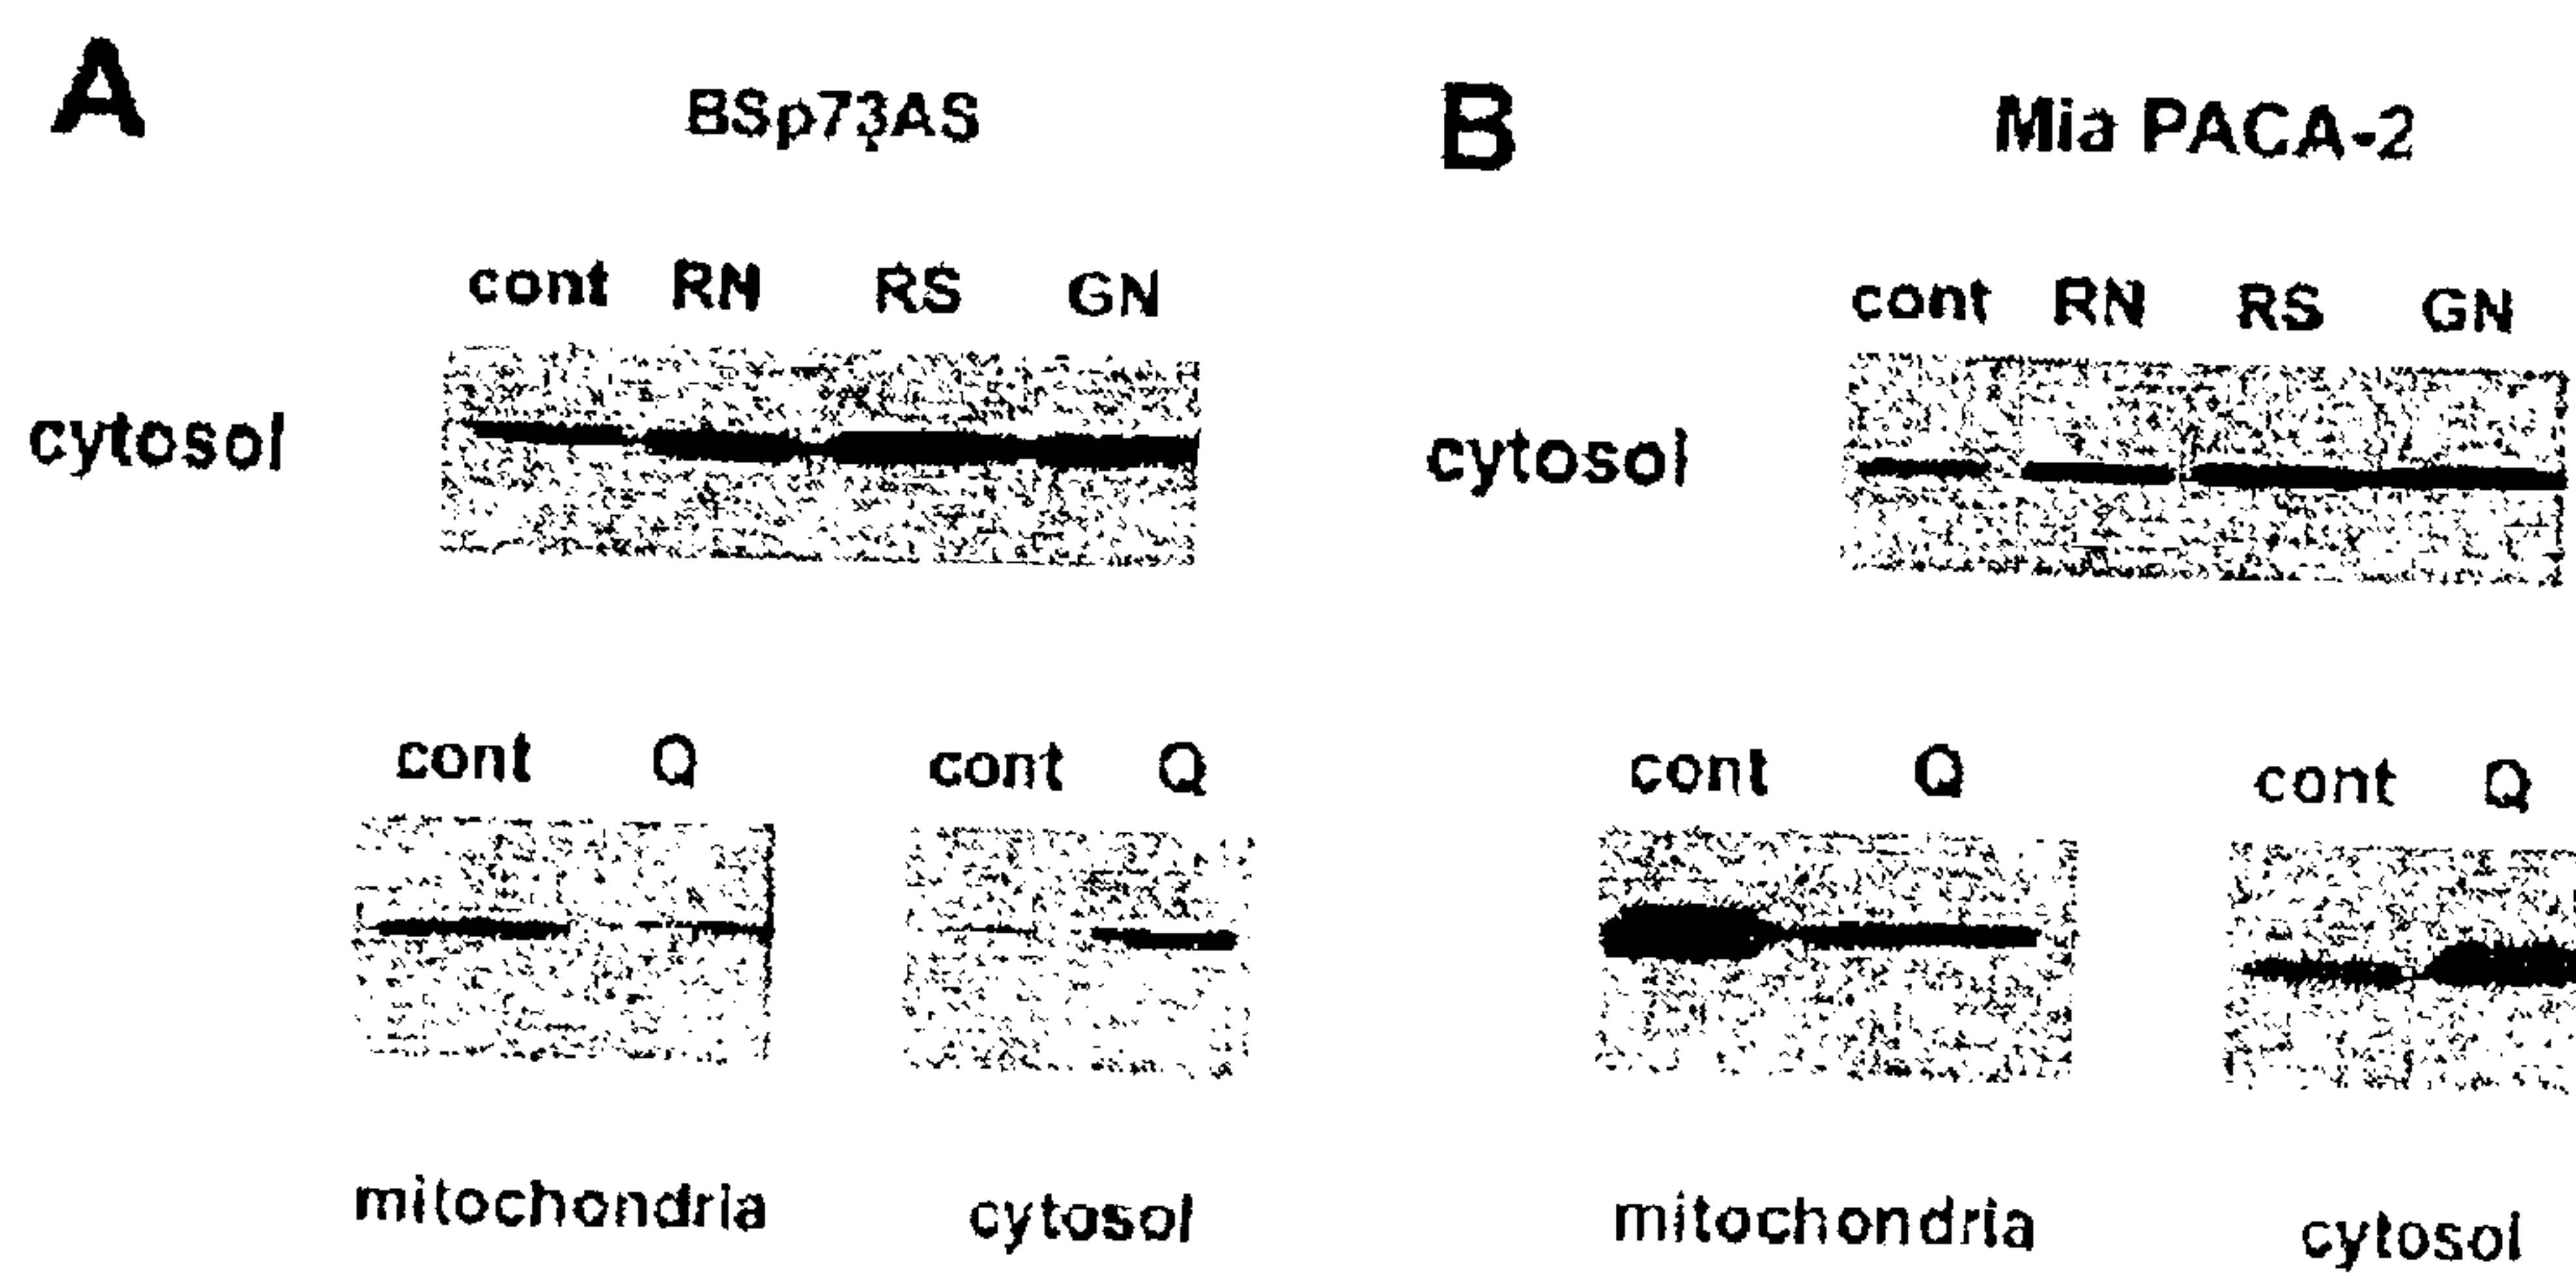 A
BSp73AS
cont RN RS GN
cytosol
cont Q cont Q
mitochondria cytosol
B
Mia PACA-2
cont RN RS GN
cytosol
cont Q cont Q
mitochondria cytosol